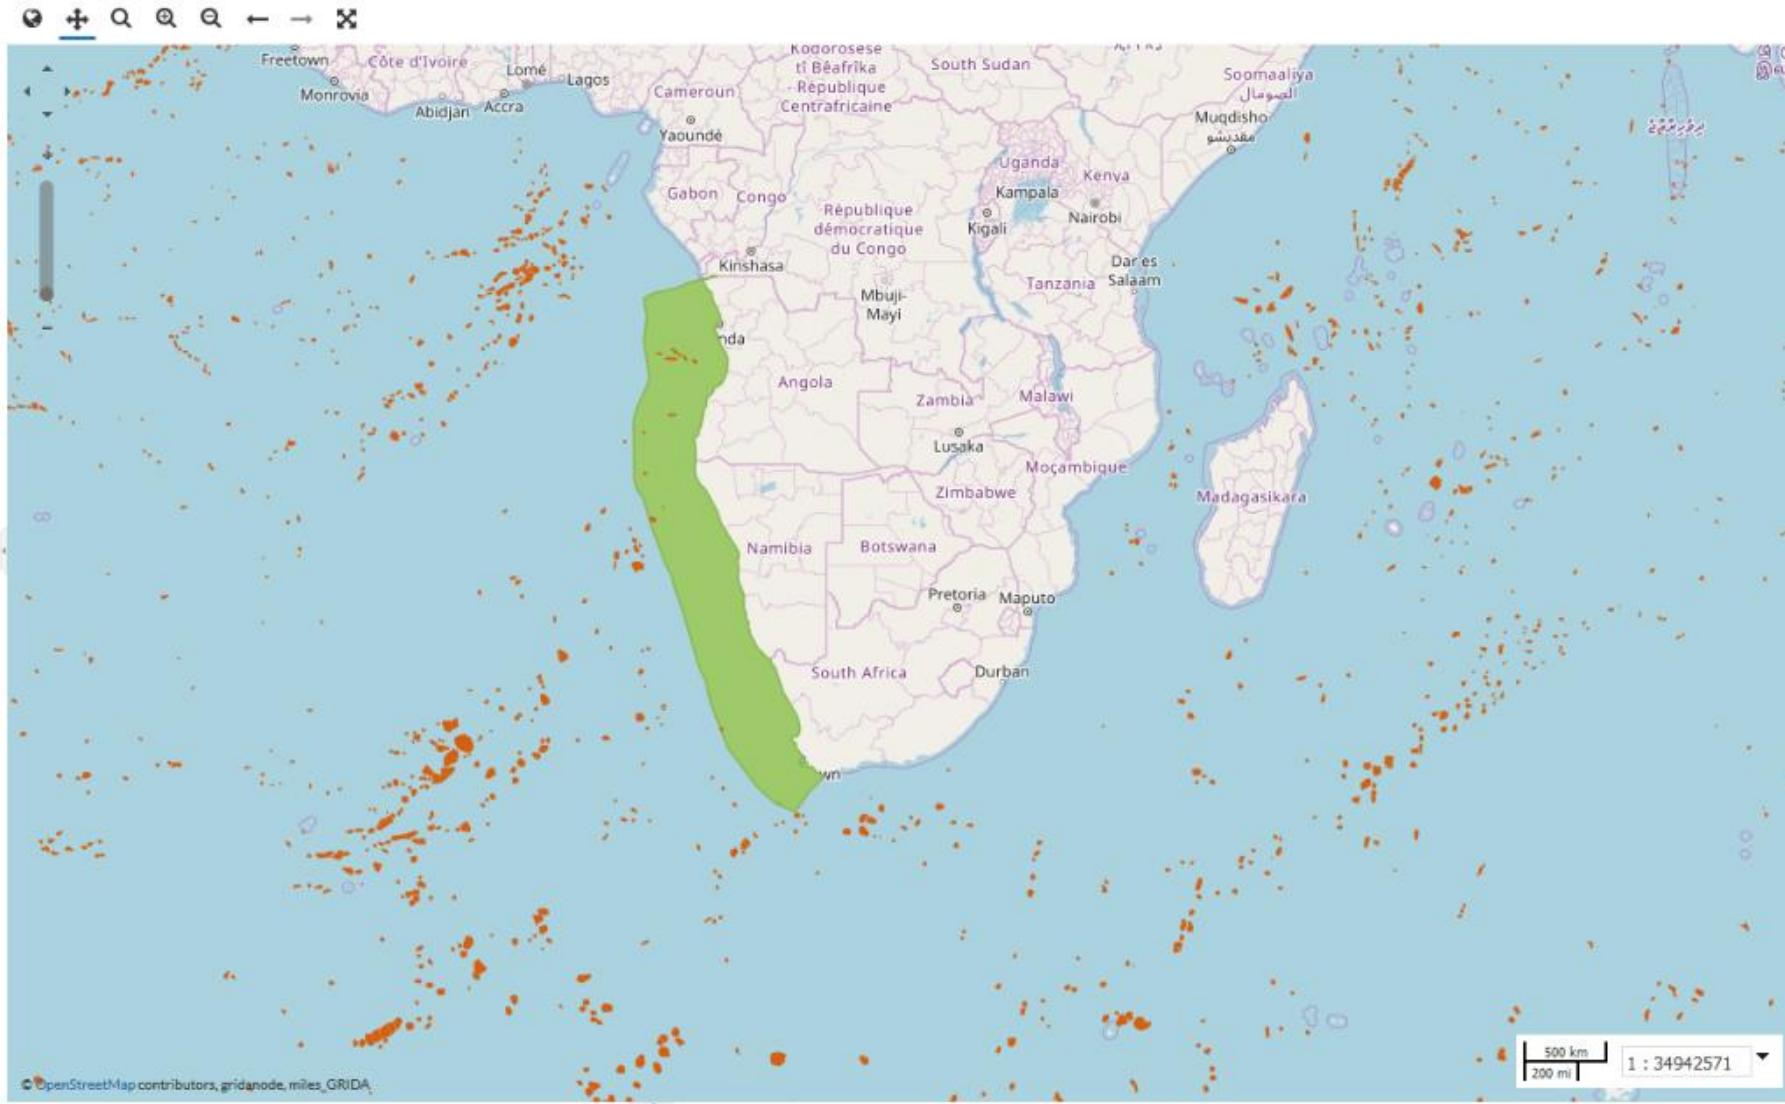 Kodorosêse
tî Bêafrîka
- République
Centrafricaine
South Sudan
Freetown
Côte d'Ivoire
Lomé
Lagos
Cameroun
Soomaaliya
الصومال
Monrovia
Abidjan
Accra
Muqdisho
مقديشو
Yaoundé
Uganda
Kenya
Kampala
Gabon
Congo
République
démocratique
du Congo
Kigali
Nairobi
Kinshasa
Dar es
Salaam
Tanzania
Mbuji-
Mayi
nda
Angola
Zambia
Malawi
Lusaka
Moçambique
Zimbabwe
Madagasikara
Namibia
Botswana
Pretoria
Maputo
South Africa
Durban
wn
500 km
200 mi
1 : 34942571
© OpenStreetMap contributors, gridanode, miles_GRIDA